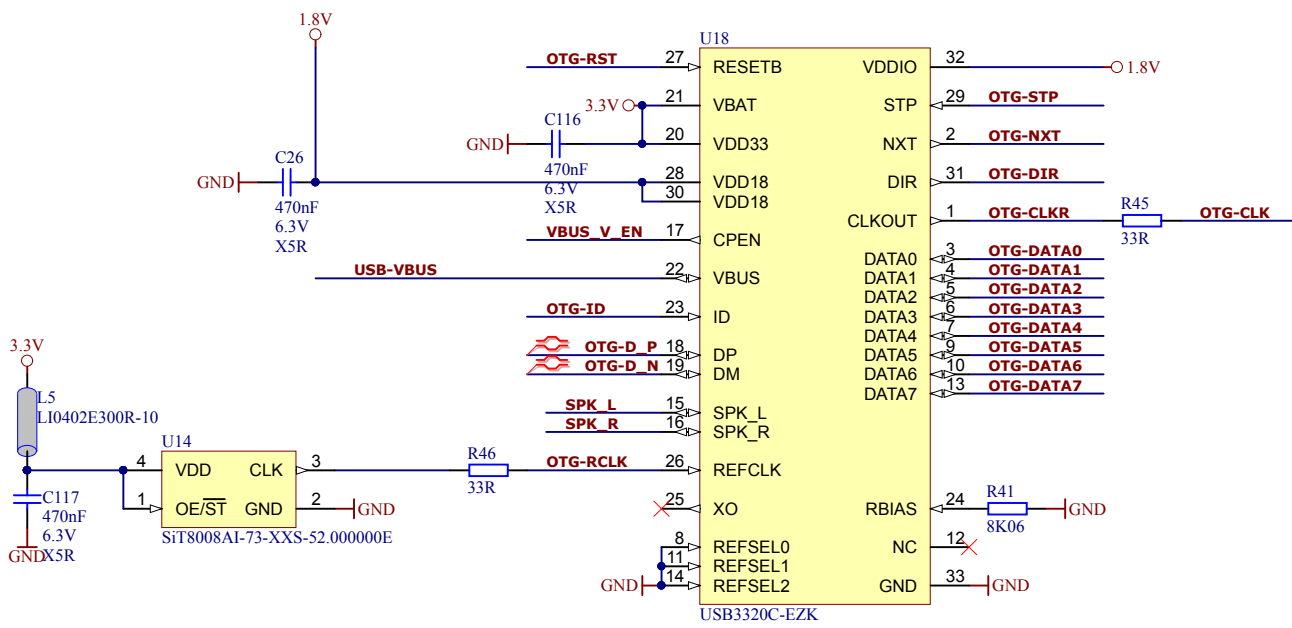 1.8V
U18
OTG-RST
27
RESETB
VDDIO
32
1.8V
3.3V
21
VBAT
STP
29
OTG-STP
C116
GND
470nF
6.3V
X5R
20
VDD33
NXT
2
OTG-NXT
C26
GND
470nF
6.3V
X5R
28
VDD18
30
VDD18
DIR
31
OTG-DIR
VBUS_V_EN
17
CPEN
CLKOUT
1
OTG-CLKR
R45
33R
OTG-CLK
USB-VBUS
22
VBUS
DATA0
3
OTG-DATA0
DATA1
4
OTG-DATA1
DATA2
5
OTG-DATA2
OTG-ID
23
ID
DATA3
6
OTG-DATA3
DATA4
7
OTG-DATA4
OTG-D_P
18
DP
DATA5
9
OTG-DATA5
OTG-D_N
19
DM
DATA6
10
OTG-DATA6
DATA7
13
OTG-DATA7
3.3V
L5
LI0402E300R-10
SPK_L
15
SPK_L
SPK_R
16
SPK_R
U14
4
VDD
CLK
3
R46
33R
OTG-RCLK
26
REFCLK
C117
470nF
6.3V
X5R
GND
1
OE/ST
GND
2
GND
SiT8008AI-73-XXS-52.000000E
25
XO
RBIAS
24
R41
8K06
GND
8
REFSEL0
NC
12
11
REFSEL1
GND
14
REFSEL2
GND
33
GND
USB3320C-EZK